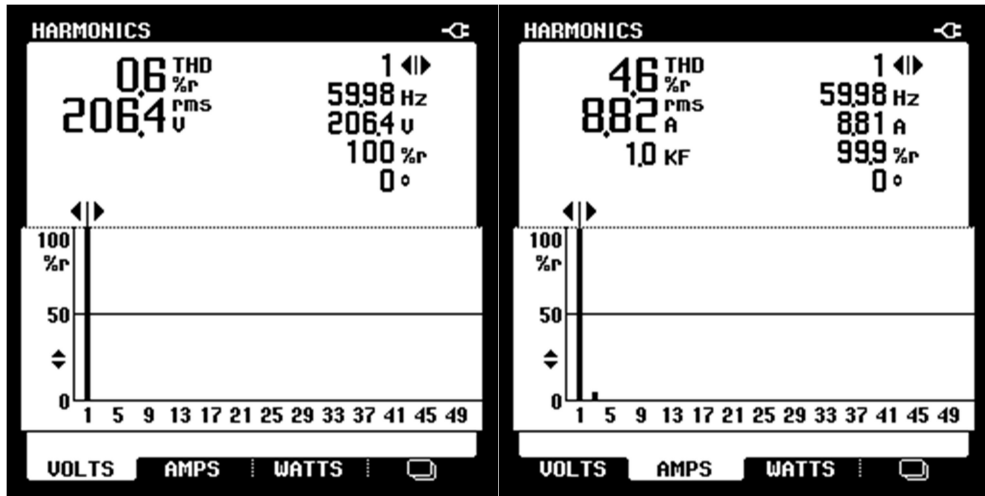 HARMONICS
0.6 THD %r
206.4 rms V
1
59.98 Hz
206.4 V
100 %r
0 °
100
%r
50
0
1 5 9 13 17 21 25 29 33 37 41 45 49
VOLTS AMPS WATTS
HARMONICS
4.6 THD %r
8.82 rms A
1.0 KF
1
59.98 Hz
8.81 A
99.9 %r
0 °
100
%r
50
0
1 5 9 13 17 21 25 29 33 37 41 45 49
VOLTS AMPS WATTS